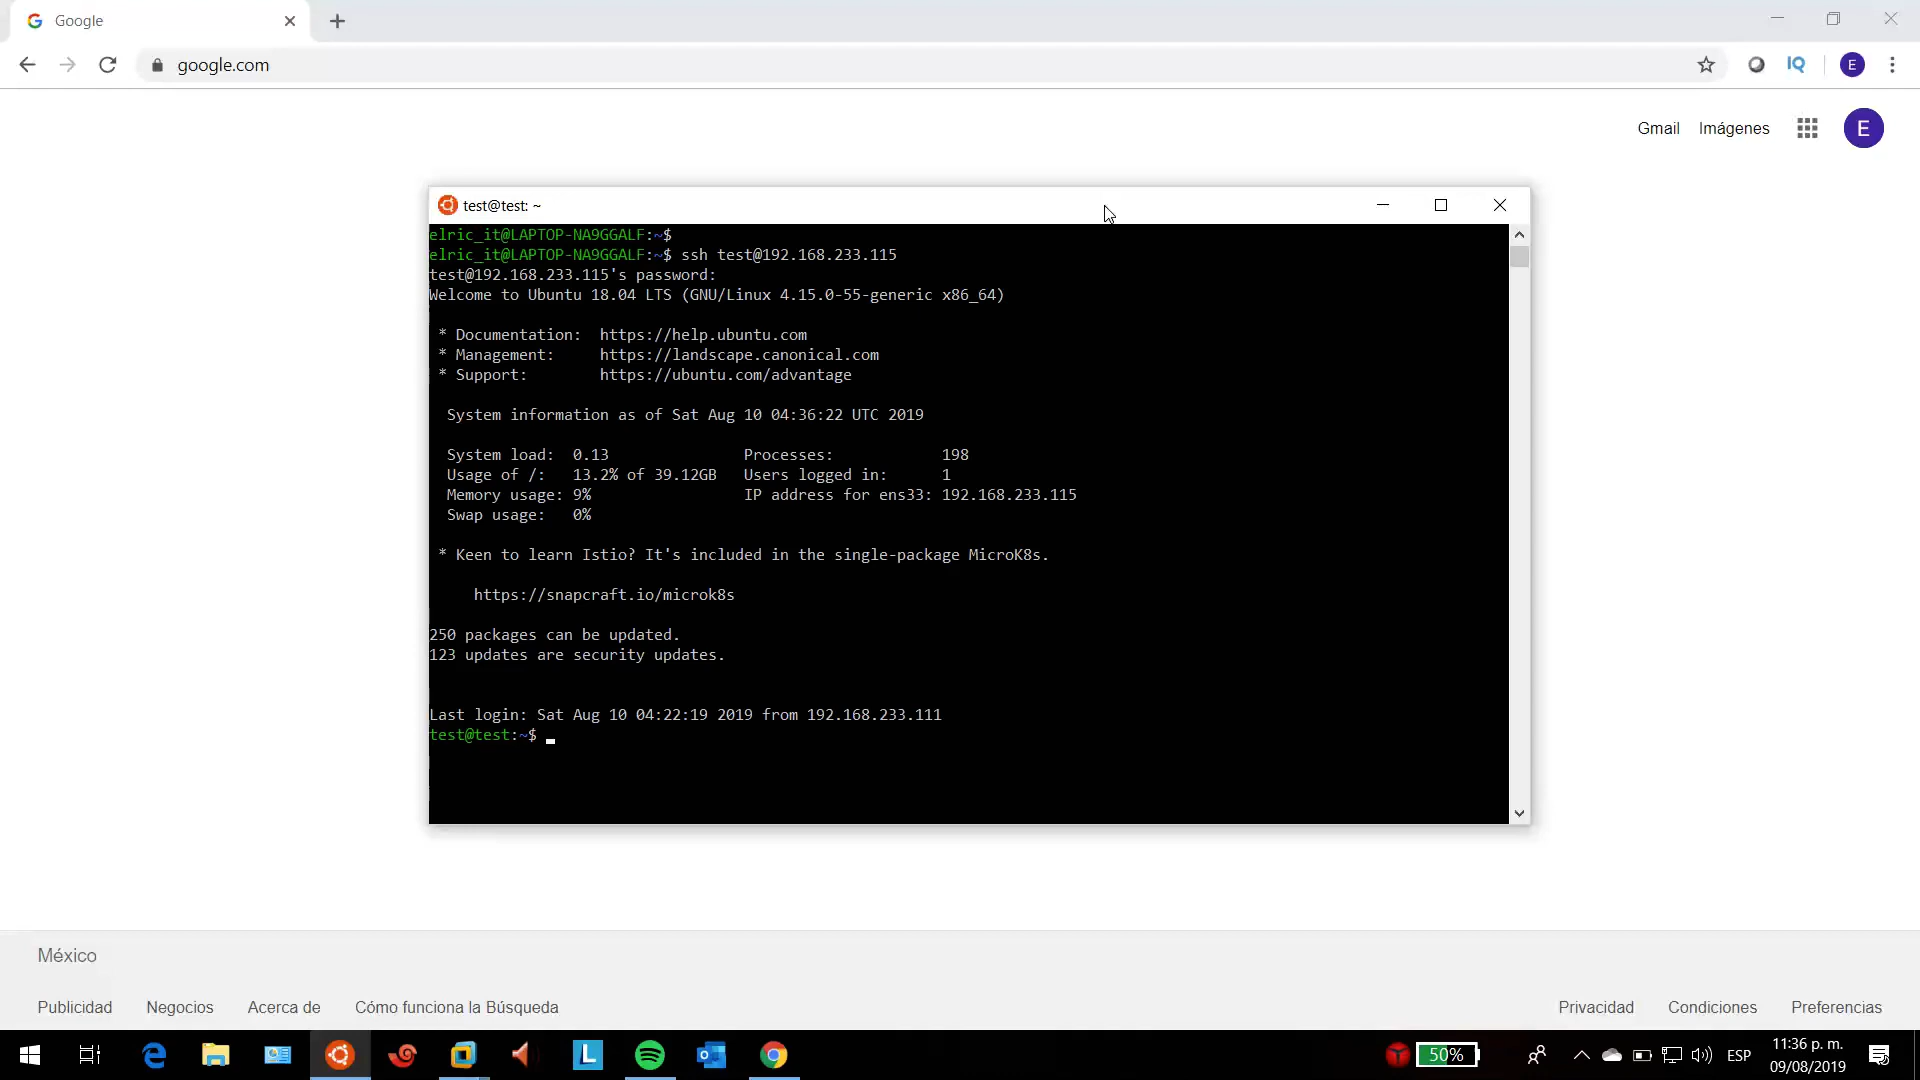 Google
google.com
IQ
E
Gmail Imágenes E
test@test: ~
elric_it@LAPTOP-NA9GGALF:~$
elric_it@LAPTOP-NA9GGALF:~$ ssh test@192.168.233.115
test@192.168.233.115's password:
Welcome to Ubuntu 18.04 LTS (GNU/Linux 4.15.0-55-generic x86_64)
* Documentation: https://help.ubuntu.com
* Management: https://landscape.canonical.com
* Support: https://ubuntu.com/advantage
System information as of Sat Aug 10 04:36:22 UTC 2019
System load: 0.13 Processes: 198
Usage of /: 13.2% of 39.12GB Users logged in: 1
Memory usage: 9% IP address for ens33: 192.168.233.115
Swap usage: 0%
* Keen to learn Istio? It's included in the single-package MicroK8s.
https://snapcraft.io/microk8s
250 packages can be updated.
123 updates are security updates.
Last login: Sat Aug 10 04:22:19 2019 from 192.168.233.111
test@test:~$
México
Publicidad Negocios Acerca de Cómo funciona la Búsqueda Privacidad Condiciones Preferencias
L 50% ESP 11:36 p. m.
09/08/2019